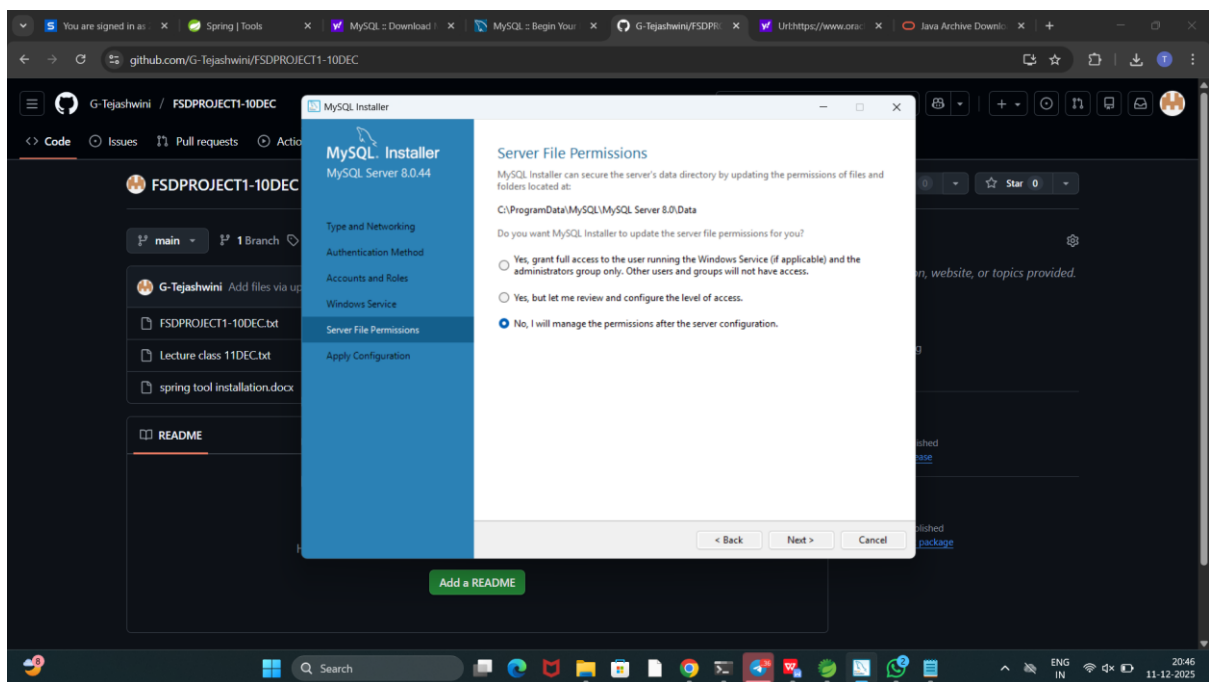 You are signed in as
Spring | Tools
MySQL :: Download
MySQL :: Begin Your
G-Tejashwini/FSDPR
Url:https://www.orac
Java Archive Downlo
github.com/G-Tejashwini/FSDPROJECT1-10DEC
G-Tejashwini / FSDPROJECT1-10DEC
Code
Issues
Pull requests
Actio
FSDPROJECT1-10DEC
0
Star 0
main
1 Branch
, website, or topics provided.
G-Tejashwini Add files via up
FSDPROJECT1-10DEC.txt
Lecture class 11DEC.txt
spring tool installation.docx
README
ished
ease
plished
package
Add a README
MySQL Installer
MySQL. Installer
MySQL Server 8.0.44
Type and Networking
Authentication Method
Accounts and Roles
Windows Service
Server File Permissions
Apply Configuration
Server File Permissions
MySQL Installer can secure the server's data directory by updating the permissions of files and
folders located at:
C:\ProgramData\MySQL\MySQL Server 8.0\Data
Do you want MySQL Installer to update the server file permissions for you?
Yes, grant full access to the user running the Windows Service (if applicable) and the
administrators group only. Other users and groups will not have access.
Yes, but let me review and configure the level of access.
No, I will manage the permissions after the server configuration.
< Back
Next >
Cancel
Search
ENG
IN
20:46
11-12-2025